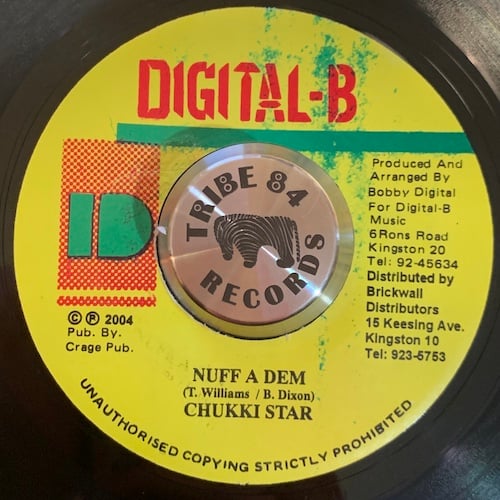 DIGITAL-B
TRIBE 84
RECORDS
ID
Produced And
Arranged By
Bobby Digital
For Digital-B
Music
6Rons Road
Kingston 20
Tel: 92-45634
Distributed by
Brickwall
Distributors
15 Keesing Ave.
Kingston 10
Tel: 923-5753
© ℗ 2004
Pub. By.
Crage Pub.
NUFF A DEM
(T. Williams / B. Dixon)
CHUKKI STAR
UNAUTHORISED COPYING STRICTLY PROHIBITED